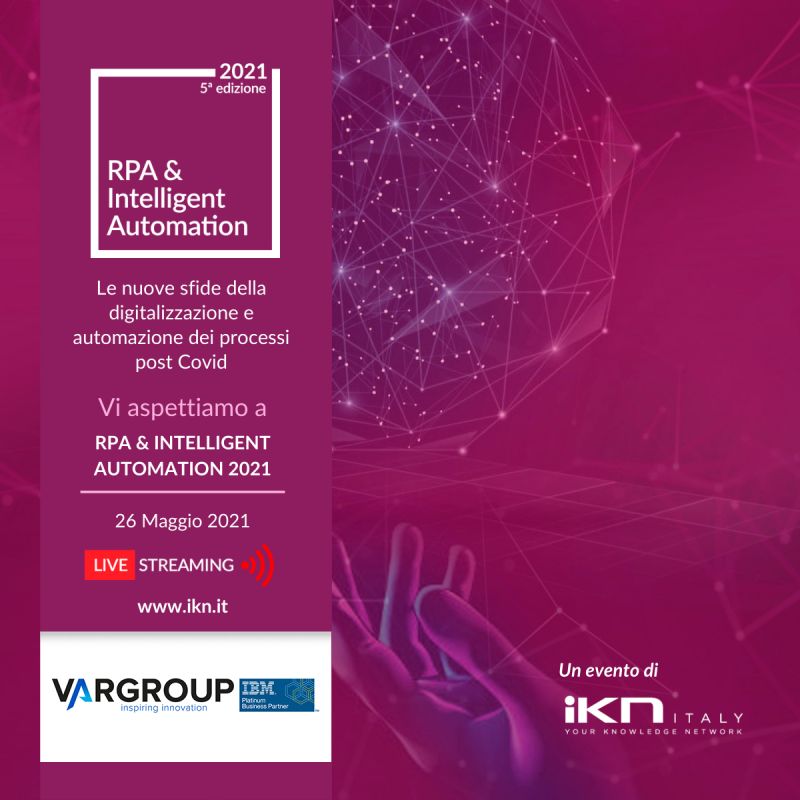 2021
5ª edizione
RPA &
Intelligent
Automation
Le nuove sfide della
digitalizzazione e
automazione dei processi
post Covid
Vi aspettiamo a
RPA & INTELLIGENT
AUTOMATION 2021
26 Maggio 2021
LIVE STREAMING
www.ikn.it
VARGROUP
inspiring innovation
IBM
Platinum
Business Partner
Un evento di
iKN ITALY
YOUR KNOWLEDGE NETWORK